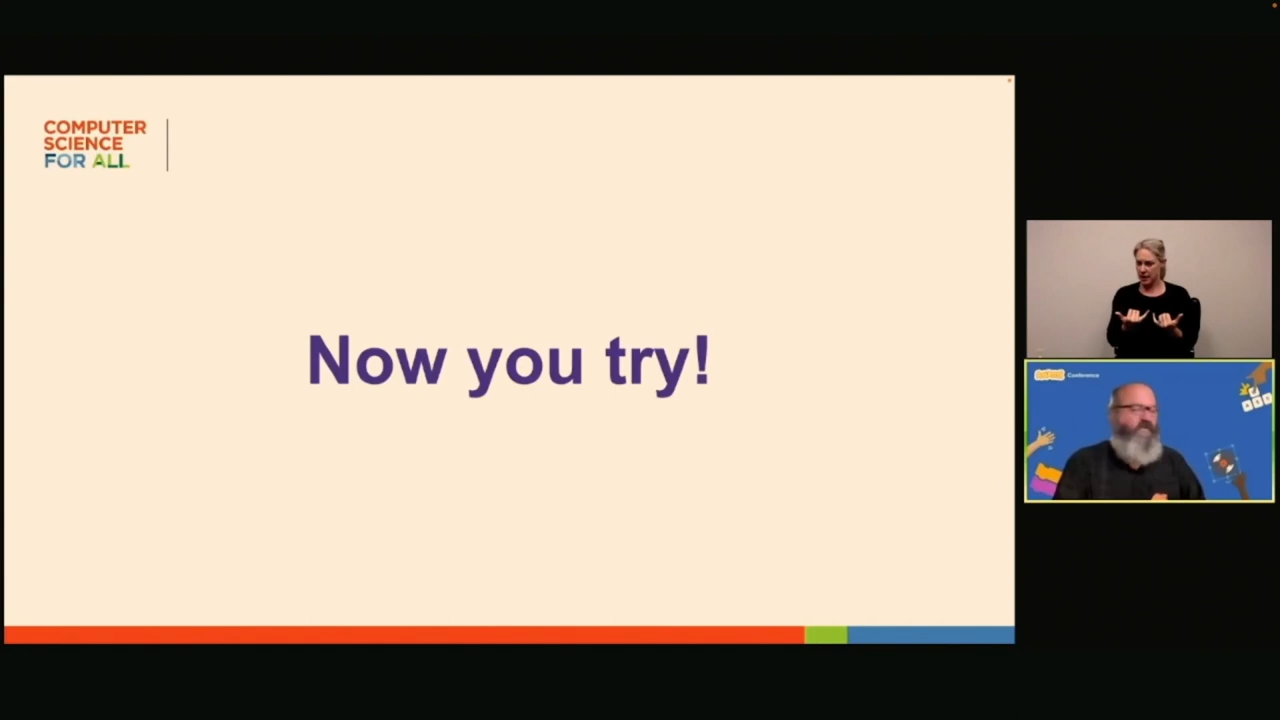 COMPUTER
SCIENCE
FOR ALL
Now you try!
Conference